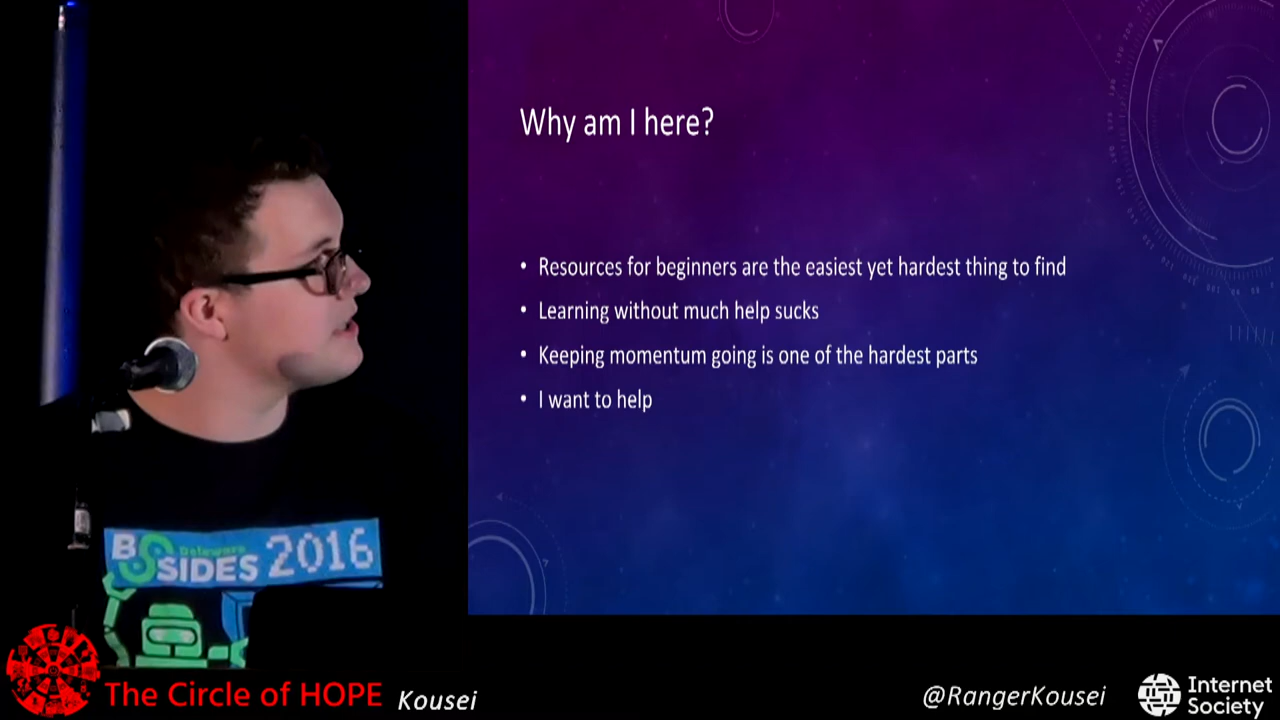 Why am I here?
• Resources for beginners are the easiest yet hardest thing to find
• Learning without much help sucks
• Keeping momentum going is one of the hardest parts
• I want to help
BSIDES Delaware 2016
The Circle of HOPE
Kousei
@RangerKousei
Internet
Society